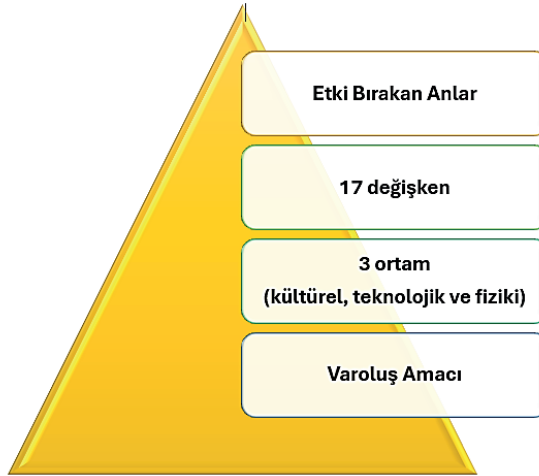 Etki Bırakan Anlar
17 değişken
3 ortam
(kültürel, teknolojik ve fiziki)
Varoluş Amacı